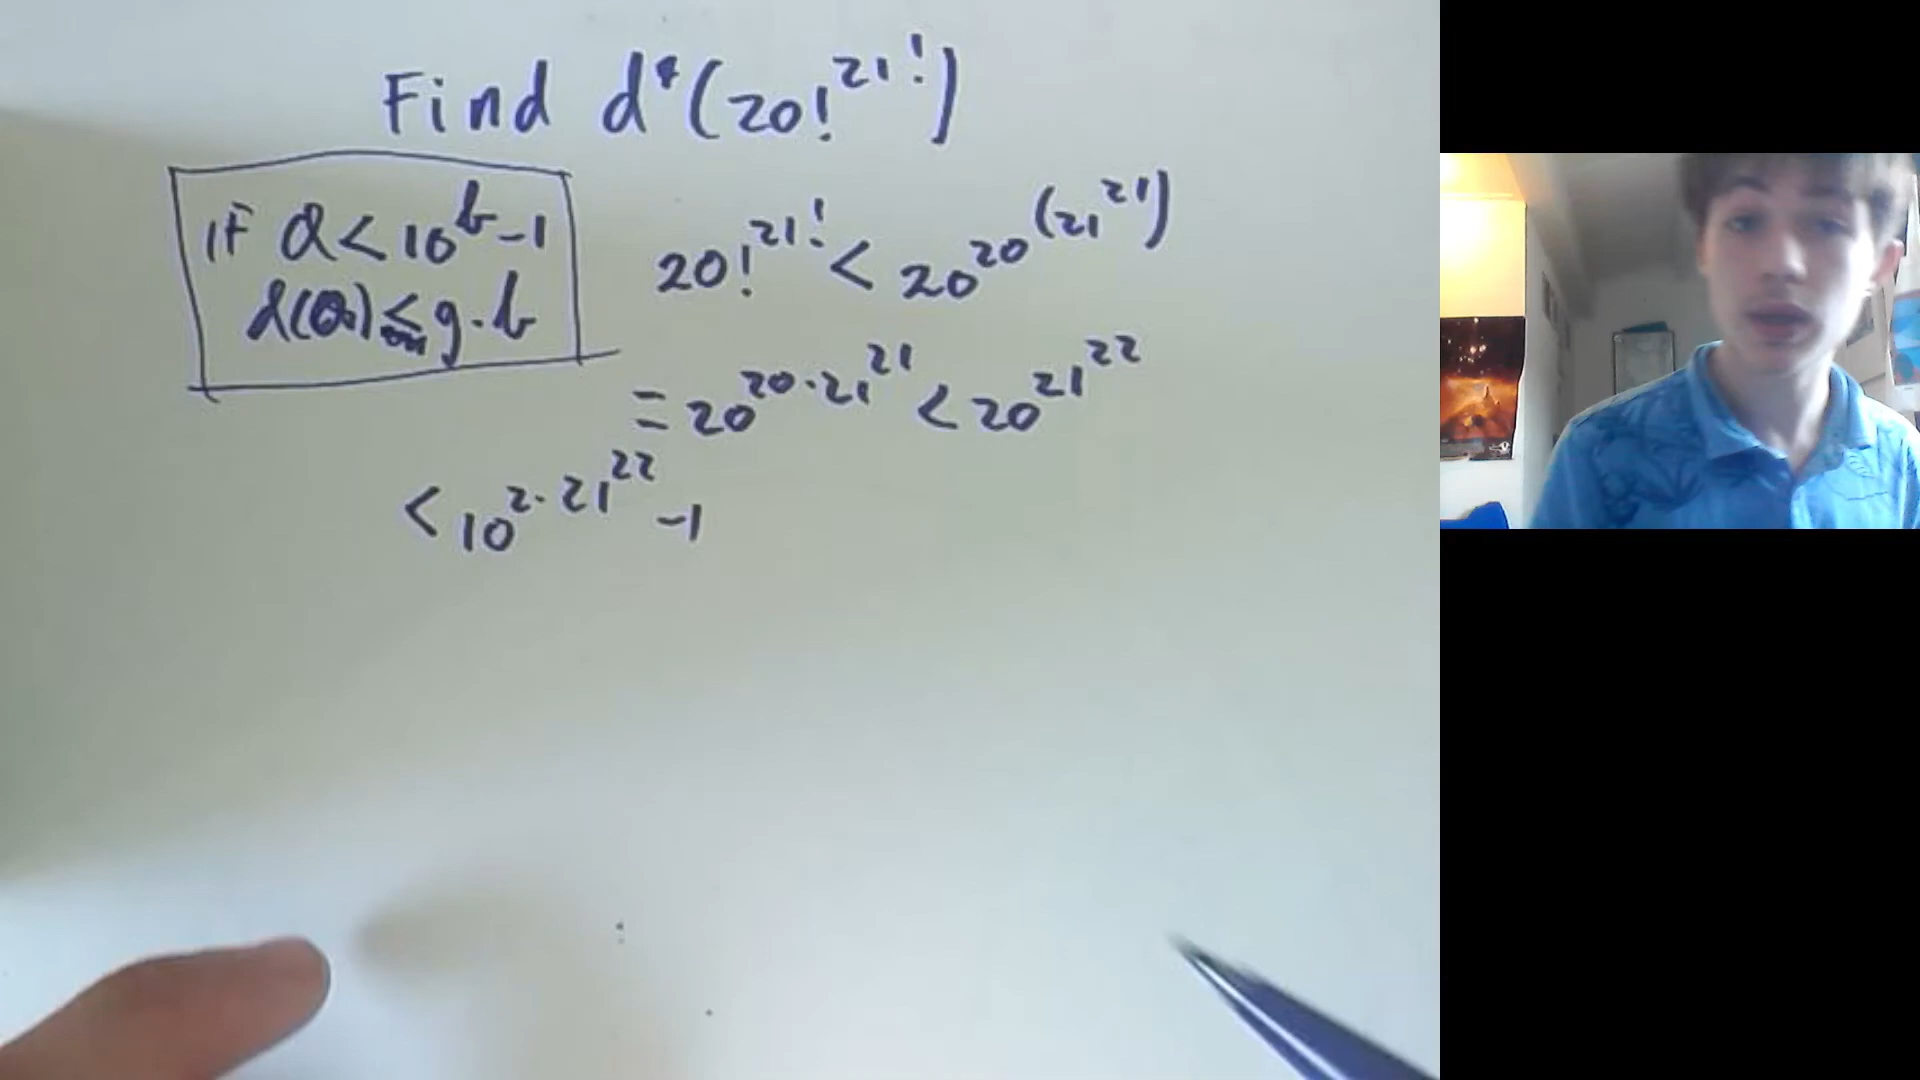 Find d⁴(20!^21!)
IF a < 10^b - 1
d(a) ≤ 9 · b
20!^21! < 20^20^(21^21)
= 20^20·21^21 < 20^21^22
< 10^2·21^22 - 1